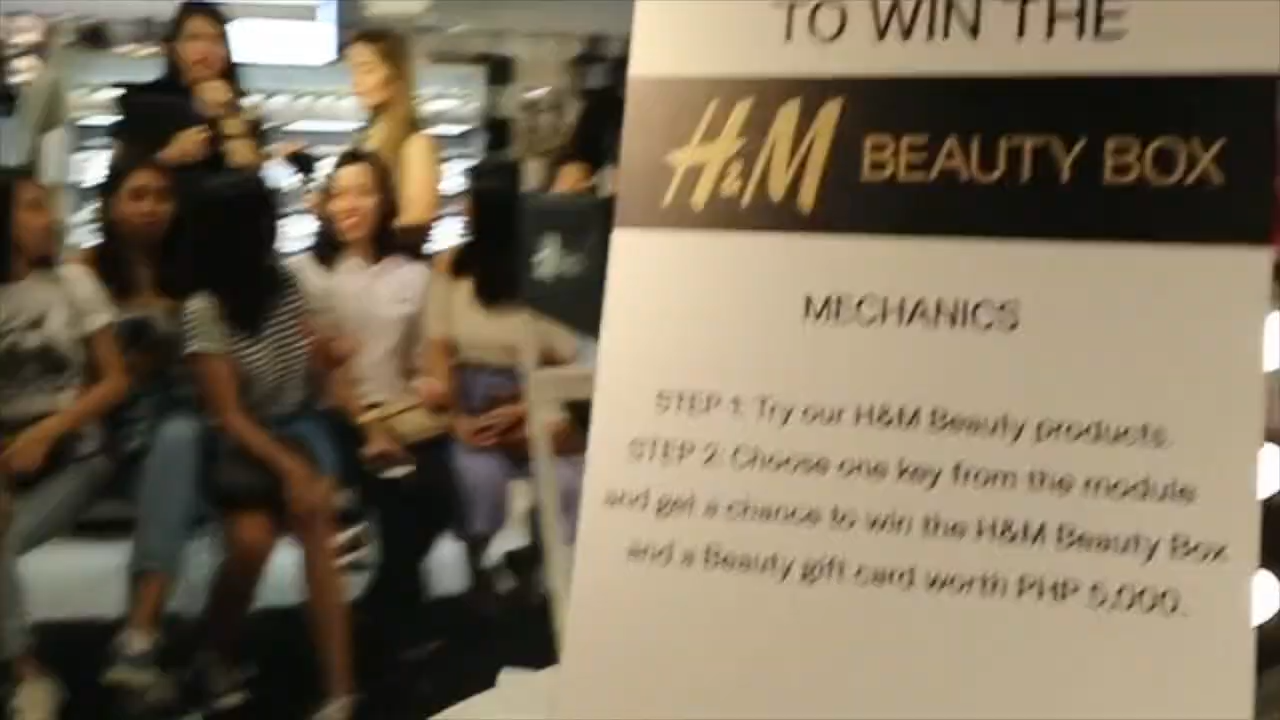 TO WIN THE
H&M BEAUTY BOX
MECHANICS
STEP 1: Try our H&M Beauty products.
STEP 2: Choose one key from the module
and get a chance to win the H&M Beauty Box
and a Beauty gift card worth PHP 5,000.
H&M